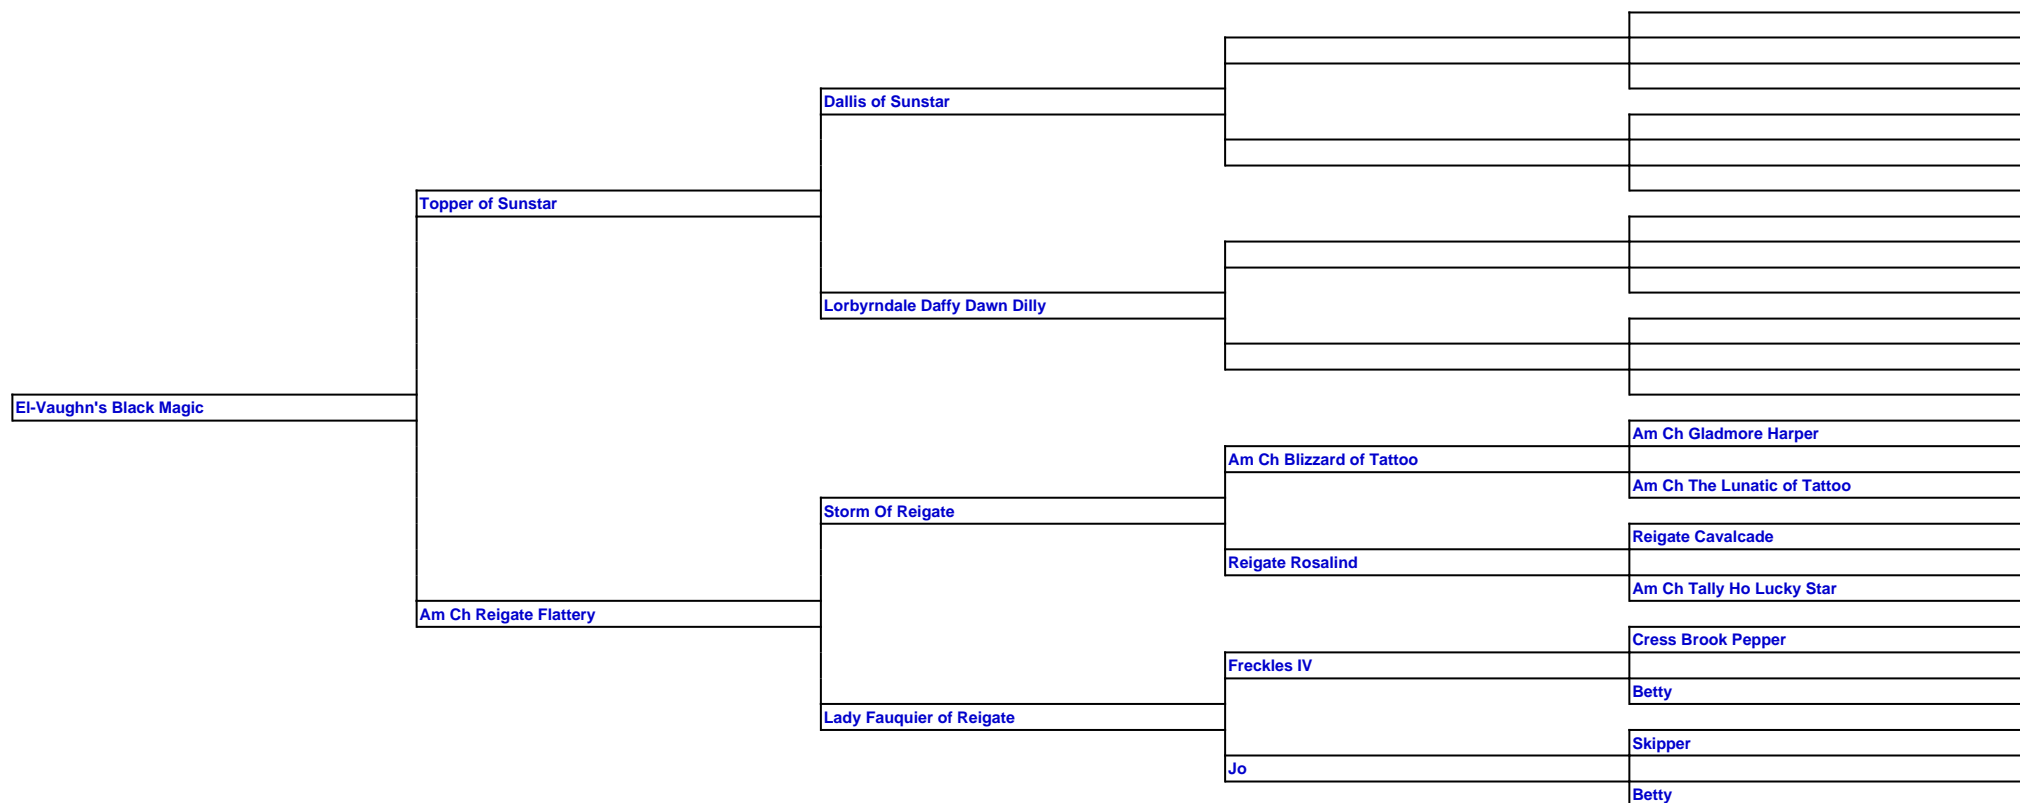 Dallis of Sunstar
Topper of Sunstar
Lorbyrndale Daffy Dawn Dilly
El-Vaughn's Black Magic
Am Ch Gladmore Harper
Am Ch Blizzard of Tattoo
Am Ch The Lunatic of Tattoo
Storm Of Reigate
Reigate Cavalcade
Reigate Rosalind
Am Ch Tally Ho Lucky Star
Am Ch Reigate Flattery
Cress Brook Pepper
Freckles IV
Betty
Lady Fauquier of Reigate
Skipper
Jo
Betty